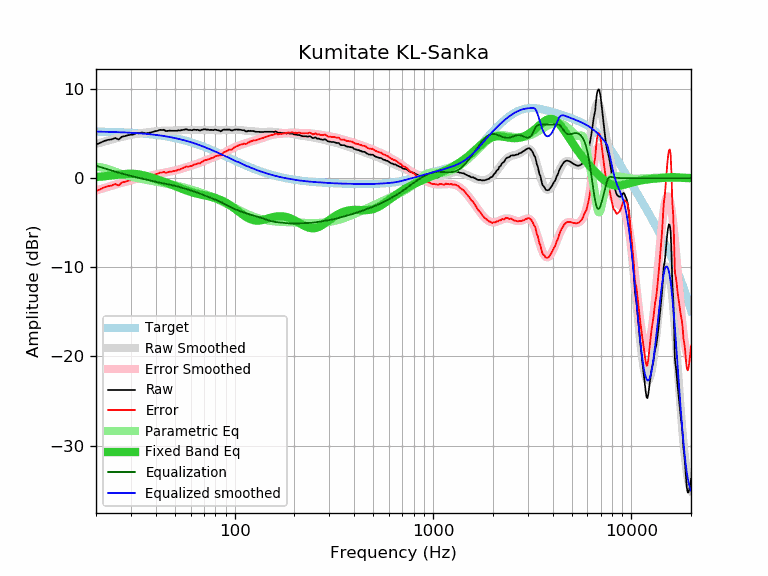 Kumitate KL-Sanka
10
0
−10
−20
−30
Amplitude (dBr)
Target
Raw Smoothed
Error Smoothed
Raw
Error
Parametric Eq
Fixed Band Eq
Equalization
Equalized smoothed
100
1000
10000
Frequency (Hz)